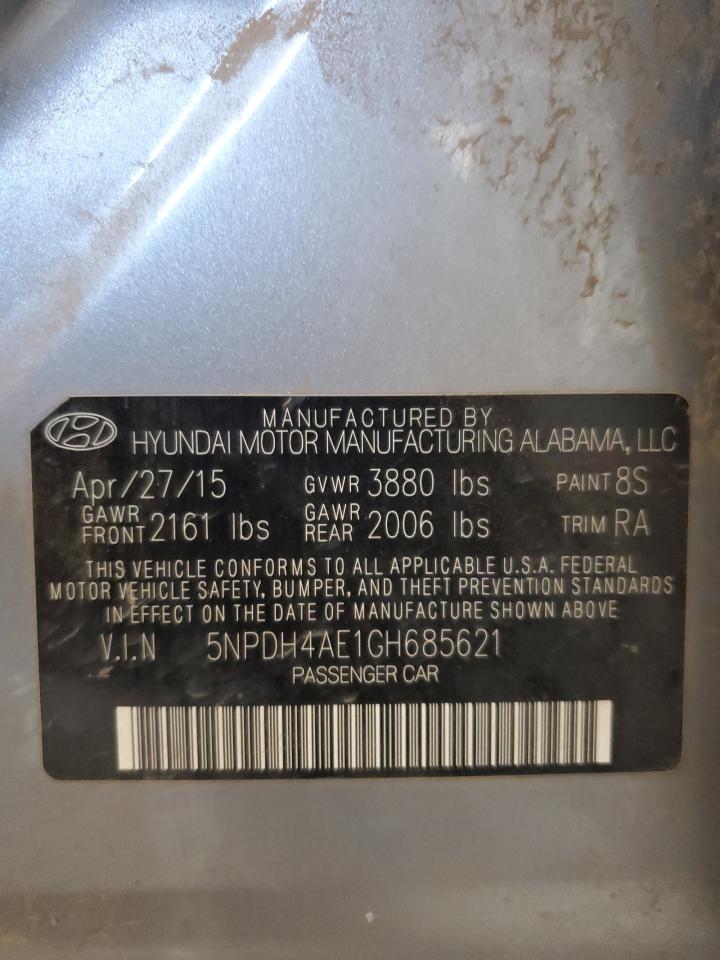 MANUFACTURED BY
HYUNDAI MOTOR MANUFACTURING ALABAMA, LLC
Apr/27/15 GVWR 3880 lbs PAINT 8S
GAWR FRONT 2161 lbs GAWR REAR 2006 lbs TRIM RA
THIS VEHICLE CONFORMS TO ALL APPLICABLE U.S.A. FEDERAL
MOTOR VEHICLE SAFETY, BUMPER, AND THEFT PREVENTION STANDARDS
IN EFFECT ON THE DATE OF MANUFACTURE SHOWN ABOVE
V.I.N 5NPDH4AE1GH685621
PASSENGER CAR